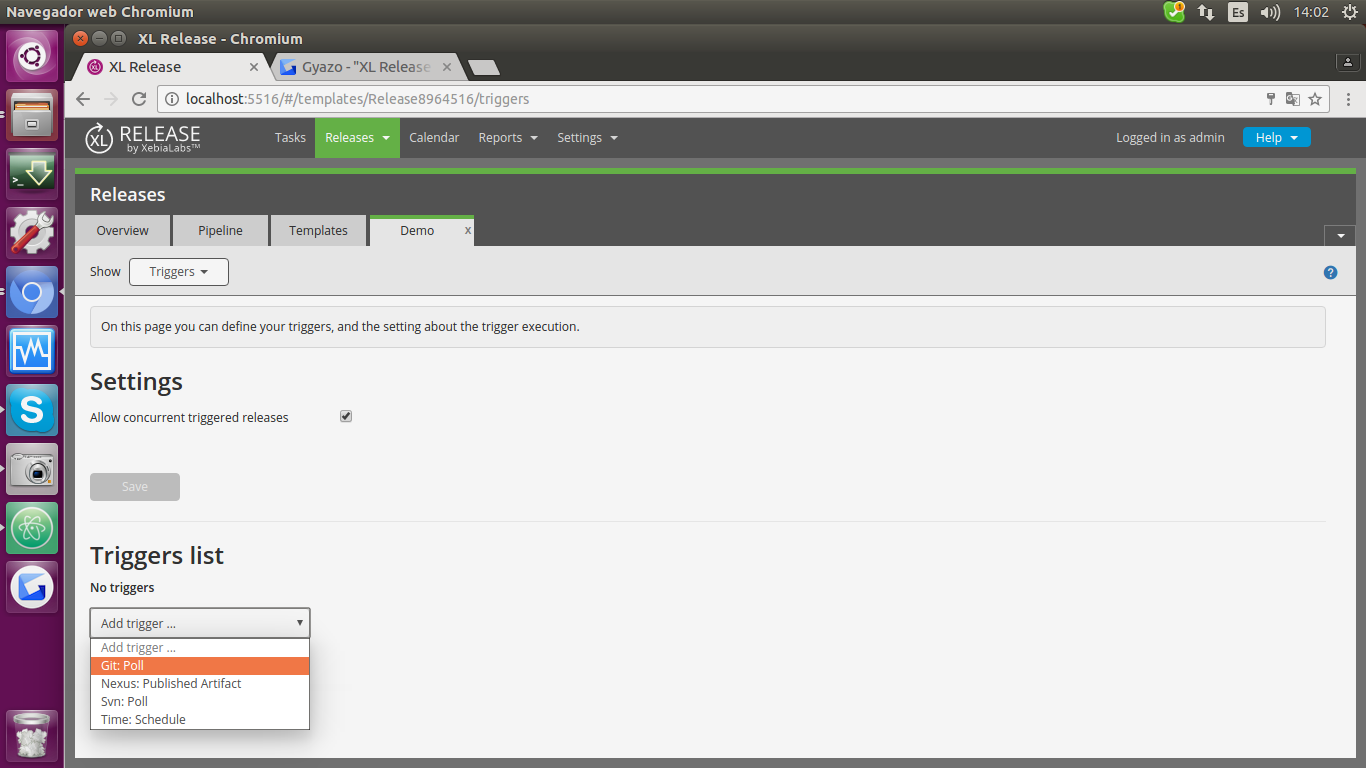 Navegador web Chromium
1
Es
14:02
XL Release - Chromium
XL Release
Gyazo - "XL Release
localhost:5516/#/templates/Release8964516/triggers
XL RELEASE
by XebiaLabs™
Tasks
Releases
Calendar
Reports
Settings
Logged in as admin
Help
Releases
Overview
Pipeline
Templates
Demo
x
Show
Triggers
?
On this page you can define your triggers, and the setting about the trigger execution.
Settings
Allow concurrent triggered releases
Save
Triggers list
No triggers
Add trigger ...
Add trigger ...
Git: Poll
Nexus: Published Artifact
Svn: Poll
Time: Schedule
>_
S